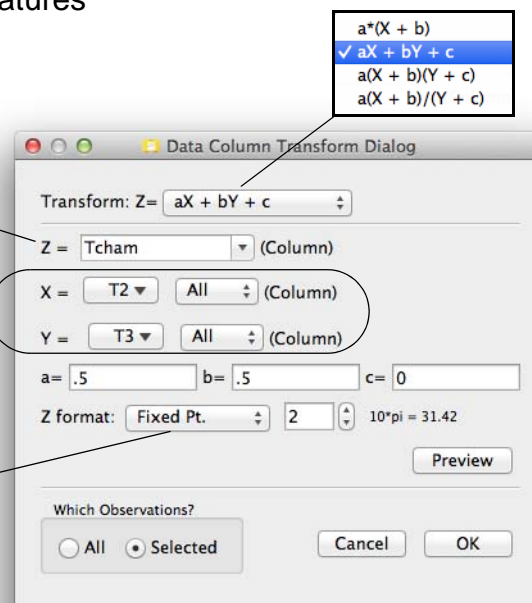 atures
a*(X + b)
✓ aX + bY + c
a(X + b)(Y + c)
a(X + b)/(Y + c)
Data Column Transform Dialog
Transform: Z= aX + bY + c
Z = Tcham (Column)
X = T2 All (Column)
Y = T3 All (Column)
a= .5 b= .5 c= 0
Z format: Fixed Pt. 2 10*pi = 31.42
Preview
Which Observations?
All Selected Cancel OK